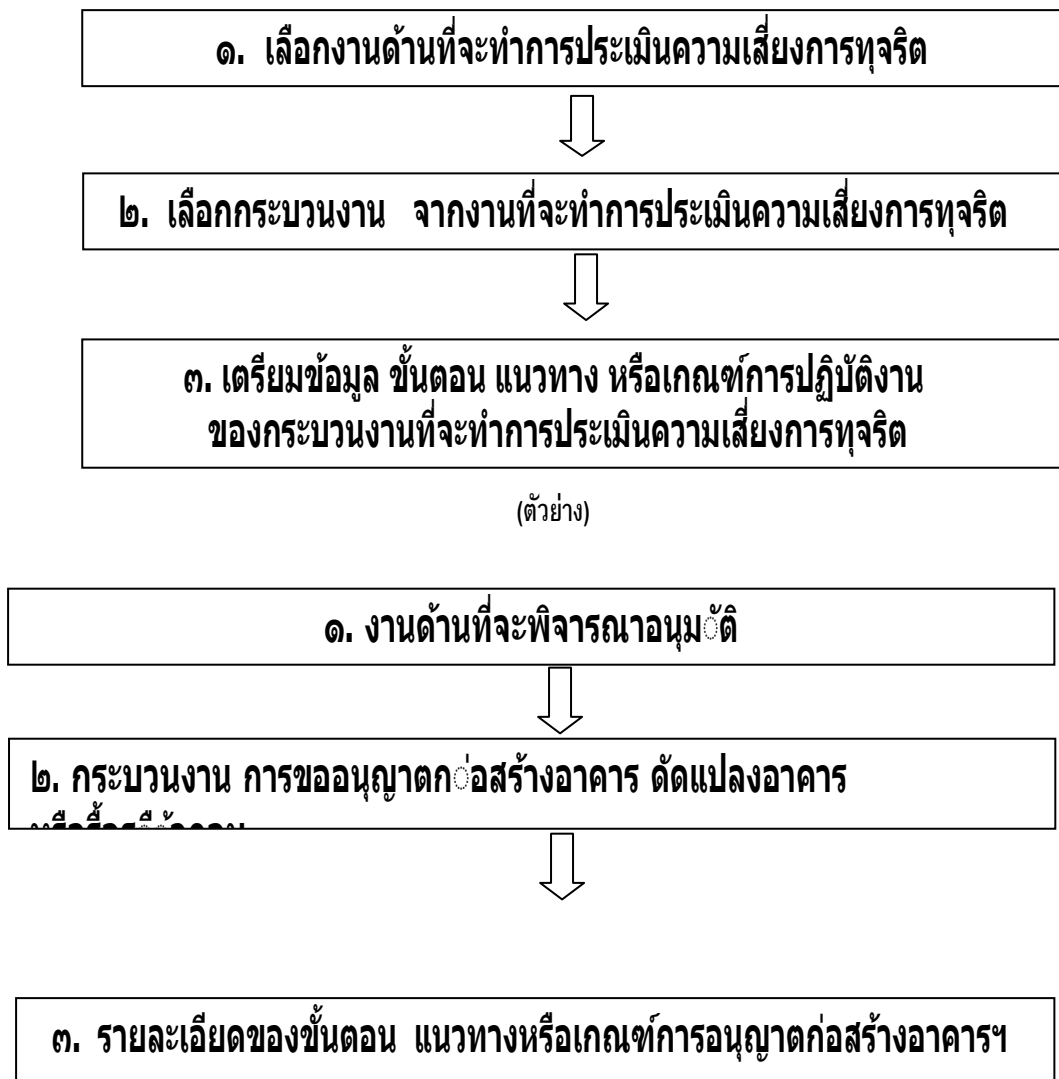 ๑. เลือกงานด้านที่จะทำการประเมินความเสี่ยงการทุจริต
๒. เลือกกระบวนงาน จากงานที่จะทำการประเมินความเสี่ยงการทุจริต
๓. เตรียมข้อมูล ขั้นตอน แนวทาง หรือเกณฑ์การปฏิบัติงาน
ของกระบวนงานที่จะทำการประเมินความเสี่ยงการทุจริต
(ตัวอย่าง)
๑. งานด้านที่จะพิจารณาอนุมัติ
๒. กระบวนงาน การขออนุญาตก่อสร้างอาคาร ดัดแปลงอาคาร
๓. รายละเอียดของขั้นตอน แนวทางหรือเกณฑ์การอนุญาตก่อสร้างอาคารฯ